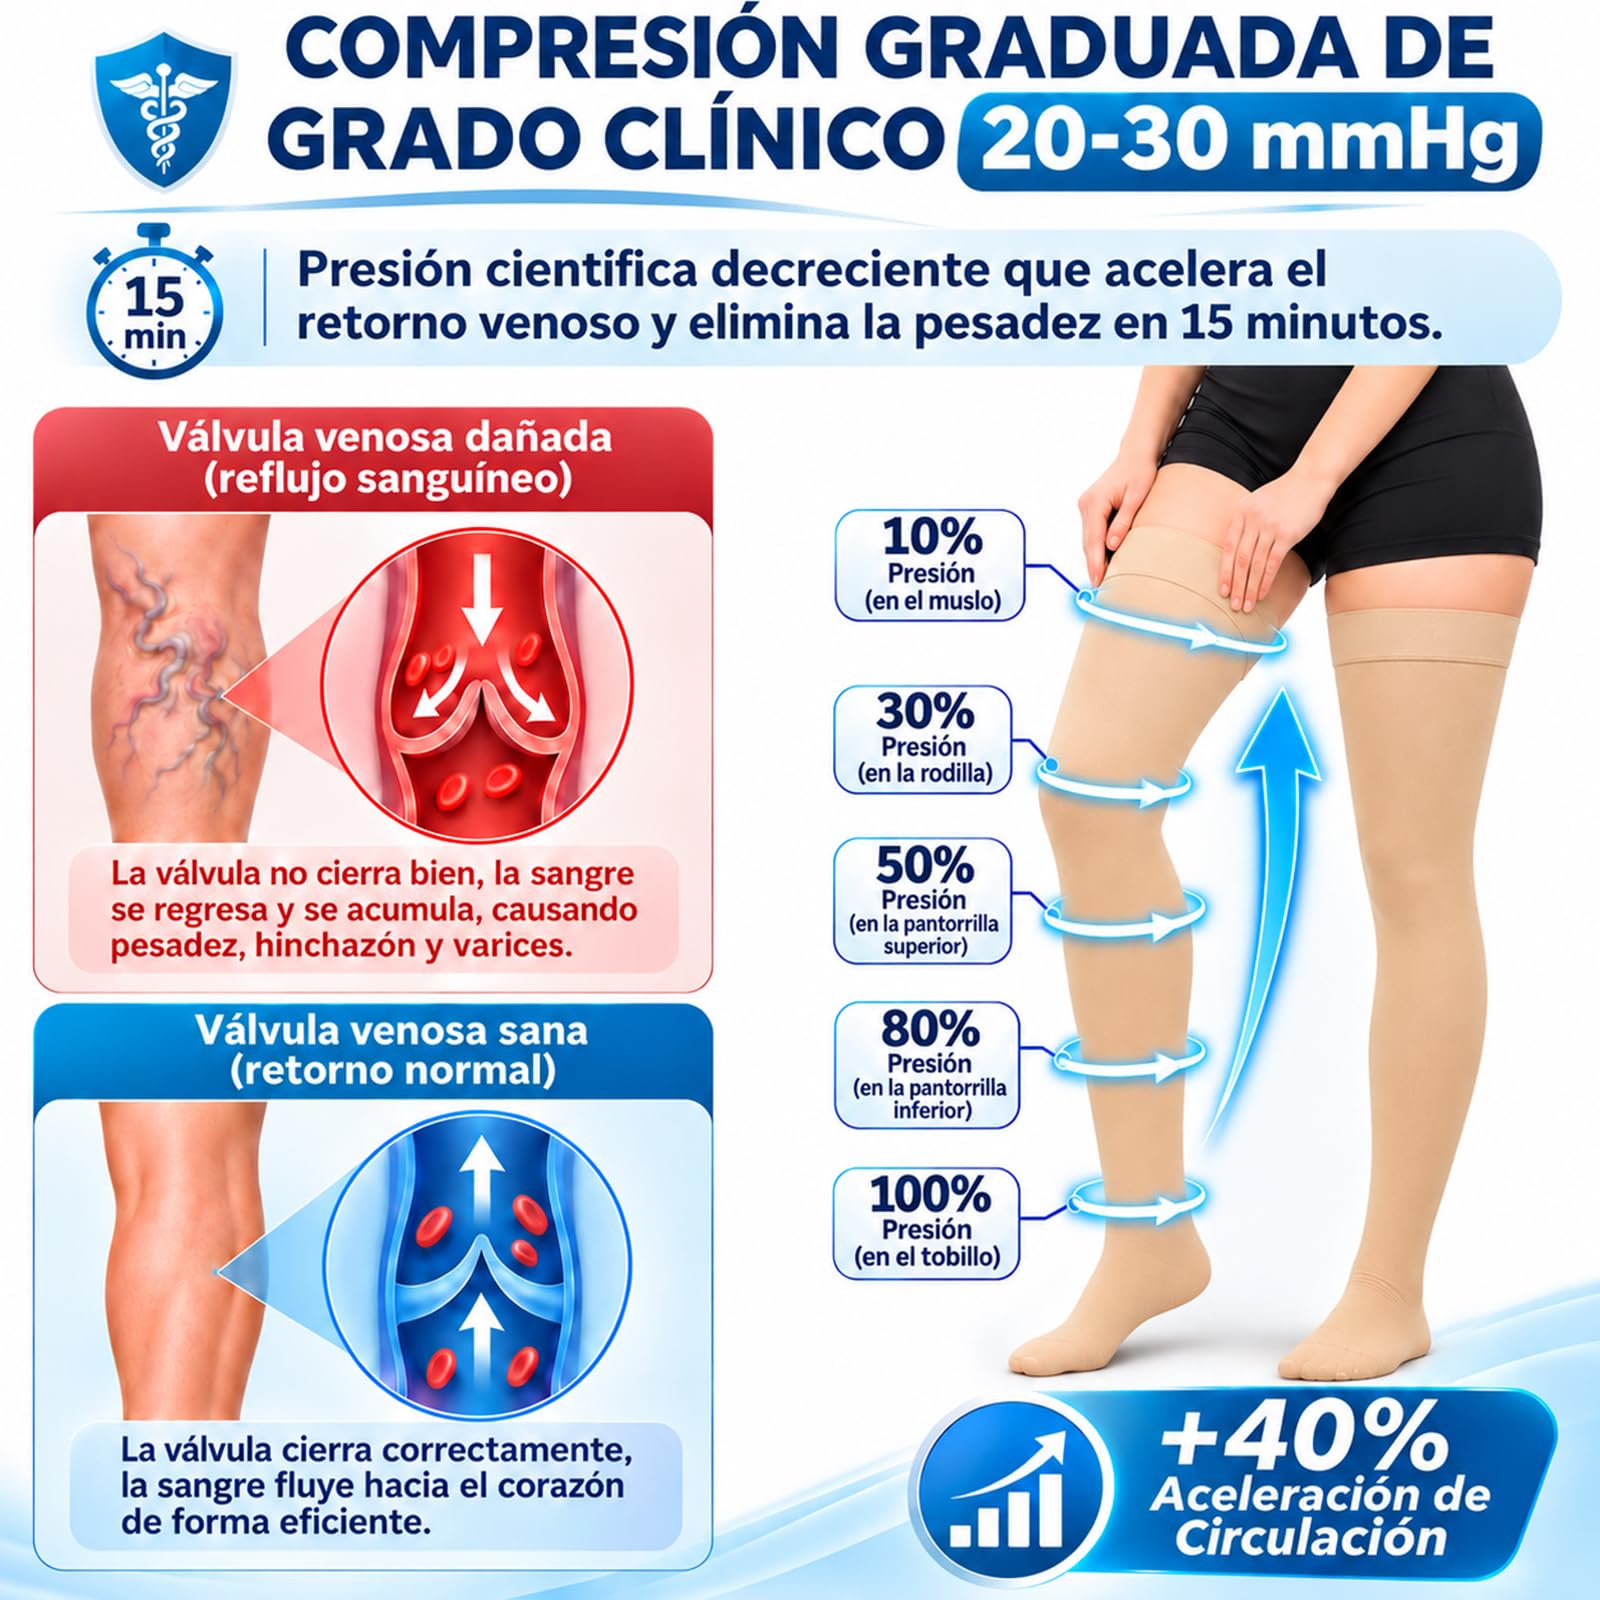 COMPRESIÓN GRADUADA DE
GRADO CLÍNICO 20-30 mmHg
15
min
Presión cientifica decreciente que acelera el
retorno venoso y elimina la pesadez en 15 minutos.
Válvula venosa dañada
(reflujo sanguíneo)
La válvula no cierra bien, la sangre
se regresa y se acumula, causando
pesadez, hinchazón y varices.
Válvula venosa sana
(retorno normal)
La válvula cierra correctamente,
la sangre fluye hacia el corazón
de forma eficiente.
10%
Presión
(en el muslo)
30%
Presión
(en la rodilla)
50%
Presión
(en la pantorrilla
superior)
80%
Presión
(en la pantorrilla
inferior)
100%
Presión
(en el tobillo)
+40%
Aceleración de
Circulación